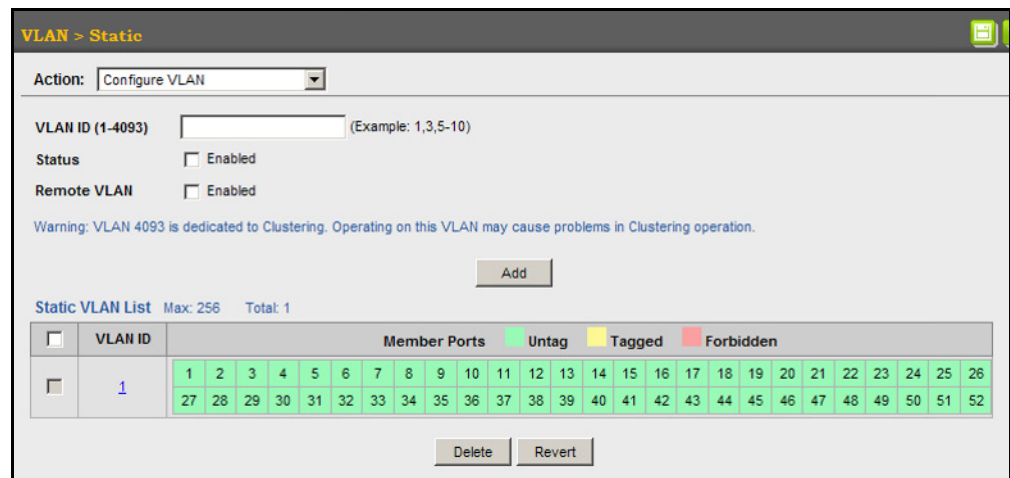 VLAN > Static
Action: Configure VLAN
VLAN ID (1-4093) (Example: 1,3,5-10)
Status Enabled
Remote VLAN Enabled
Warning: VLAN 4093 is dedicated to Clustering. Operating on this VLAN may cause problems in Clustering operation.
Add
Static VLAN List Max: 256 Total: 1
VLAN ID Member Ports Untag Tagged Forbidden
1 1 2 3 4 5 6 7 8 9 10 11 12 13 14 15 16 17 18 19 20 21 22 23 24 25 26
27 28 29 30 31 32 33 34 35 36 37 38 39 40 41 42 43 44 45 46 47 48 49 50 51 52
Delete Revert